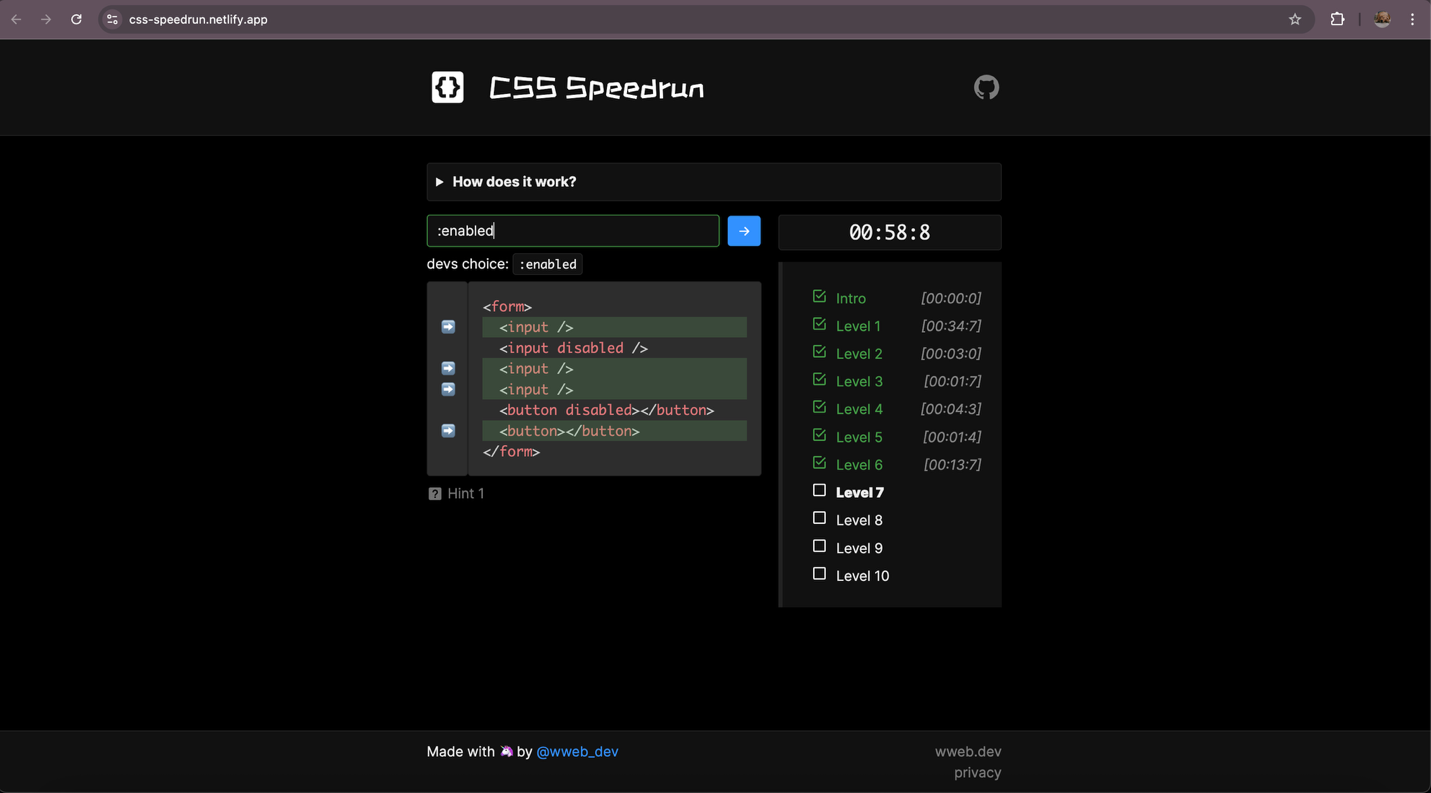 css-speedrun.netlify.app
CSS Speedrun
How does it work?
:enabled
00:58:8
devs choice: :enabled
<form>
<input />
<input disabled />
<input />
<input />
<button disabled></button>
<button></button>
</form>
? Hint 1
Intro [00:00:0]
Level 1 [00:34:7]
Level 2 [00:03:0]
Level 3 [00:01:7]
Level 4 [00:04:3]
Level 5 [00:01:4]
Level 6 [00:13:7]
Level 7
Level 8
Level 9
Level 10
Made with 🦄 by @wweb_dev
wweb.dev
privacy